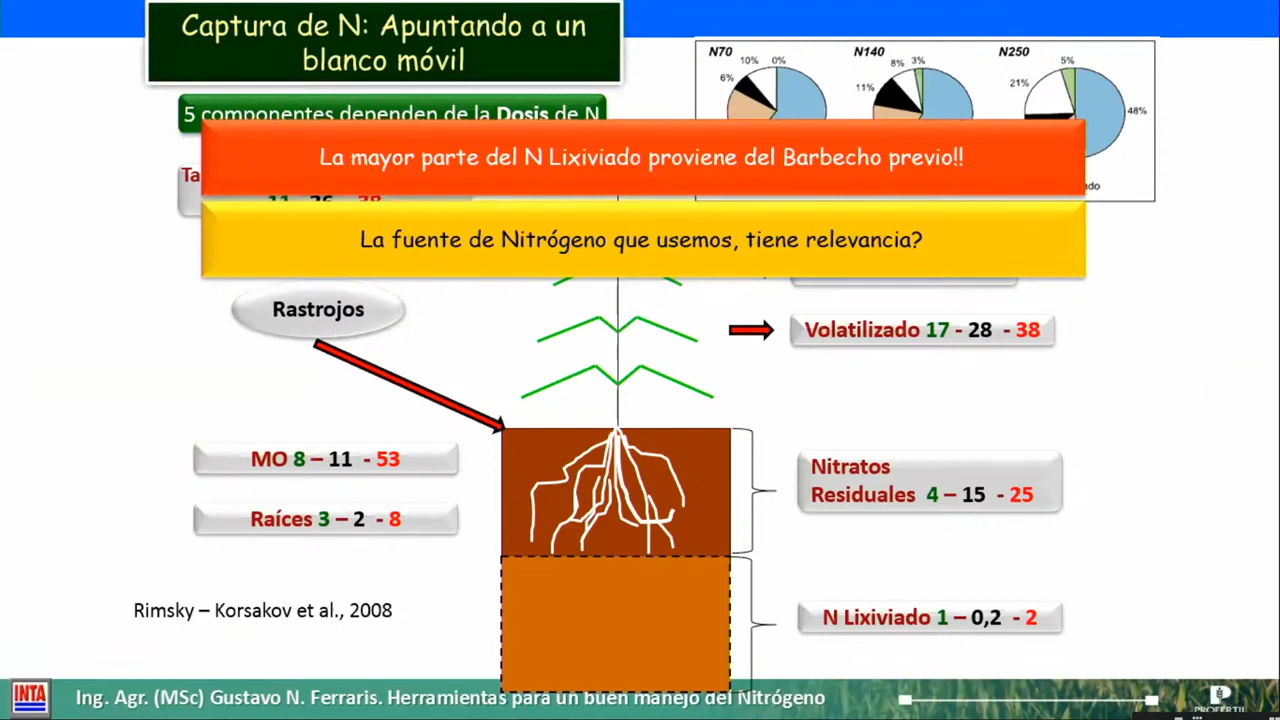 Captura de N: Apuntando a un
blanco móvil
5 componentes dependen de la Dosis de N
N70
N140
N250
10%
0%
6%
8%
3%
11%
5%
21%
48%
La mayor parte del N Lixiviado proviene del Barbecho previo!!
La fuente de Nitrógeno que usemos, tiene relevancia?
Rastrojos
Volatilizado 17 - 28 - 38
MO 8 – 11 - 53
Nitratos
Residuales 4 – 15 - 25
Raíces 3 – 2 - 8
Rimsky – Korsakov et al., 2008
N Lixiviado 1 – 0,2 - 2
INTA
Ing. Agr. (MSc) Gustavo N. Ferraris. Herramientas para un buen manejo del Nitrógeno
PROFERTIL